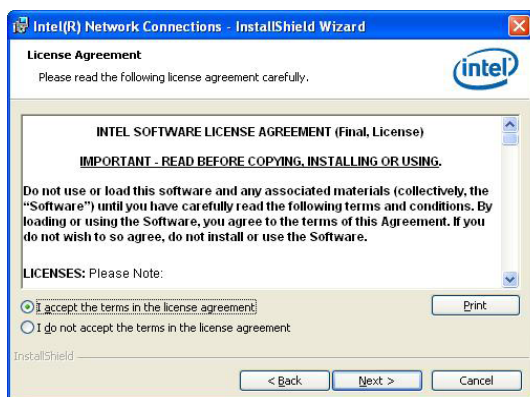 Intel(R) Network Connections - InstallShield Wizard
License Agreement
Please read the following license agreement carefully.
intel
INTEL SOFTWARE LICENSE AGREEMENT (Final, License)
IMPORTANT - READ BEFORE COPYING, INSTALLING OR USING.
Do not use or load this software and any associated materials (collectively, the
“Software”) until you have carefully read the following terms and conditions. By
loading or using the Software, you agree to the terms of this Agreement. If you
do not wish to so agree, do not install or use the Software.
LICENSES: Please Note:
I accept the terms in the license agreement
Print
I do not accept the terms in the license agreement
InstallShield
< Back
Next >
Cancel